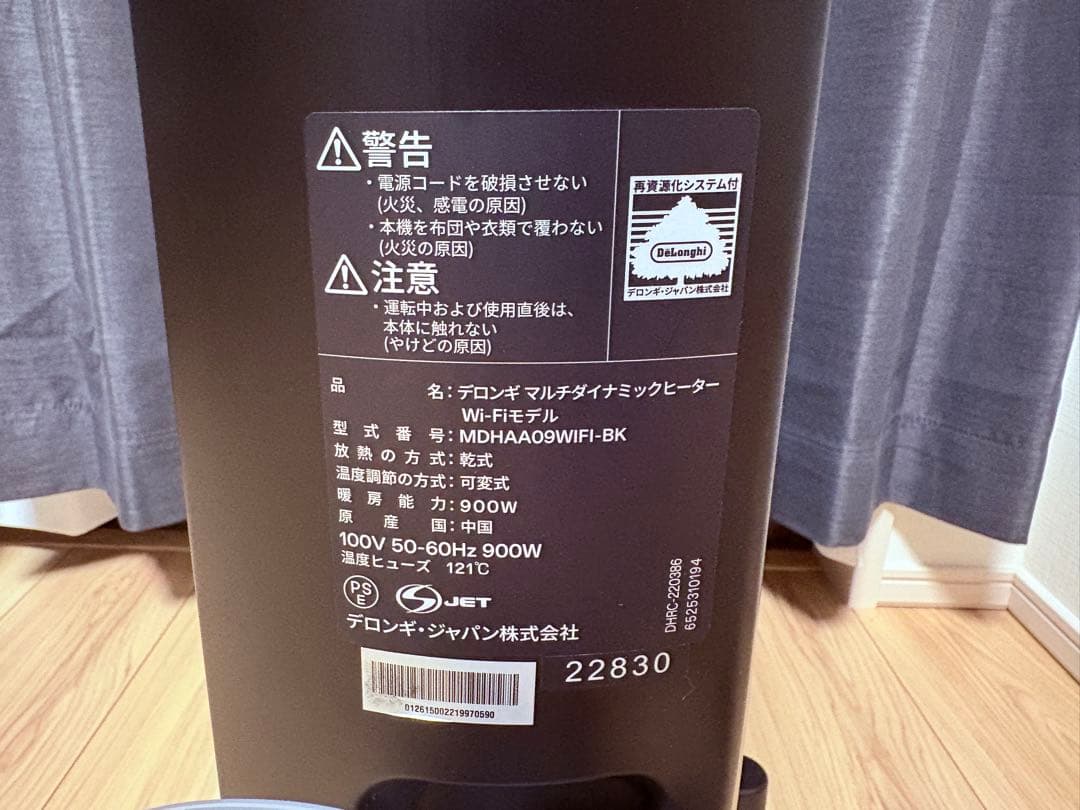 警告
・電源コードを破損させない
(火災、感電の原因)
・本機を布団や衣類で覆わない
(火災の原因)
注意
・運転中および使用直後は、
本体に触れない
(やけどの原因)
再資源化システム付
DeLonghi
デロンギ・ジャパン株式会社
品名:デロンギ マルチダイナミックヒーター
Wi-Fiモデル
型式番号:MDHAA09WIFI-BK
放熱の方式:乾式
温度調節の方式:可変式
暖房能力:900W
原産国:中国
100V 50-60Hz 900W
温度ヒューズ 121℃
PS
E
S JET
デロンギ・ジャパン株式会社
DHRC-220386
6525310194
22830
012615002219970590